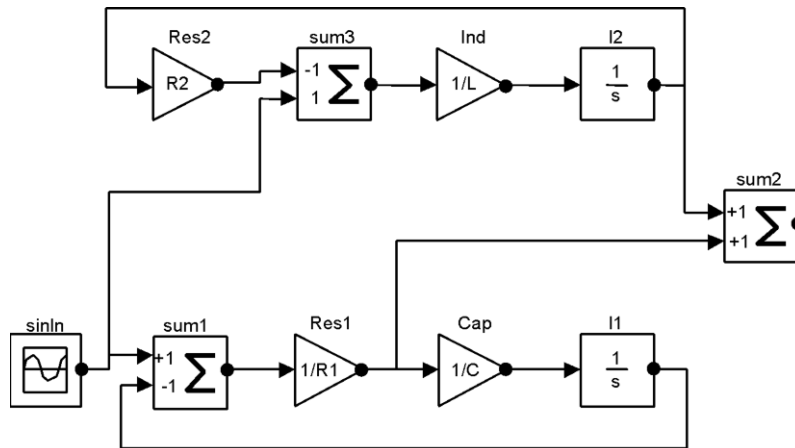 Res2
sum3
Ind
I2
R2
-1
1
Σ
1/L
1
s
sum2
+1
+1
Σ
sinIn
sum1
Res1
Cap
I1
+1
-1
Σ
1/R1
1/C
1
s